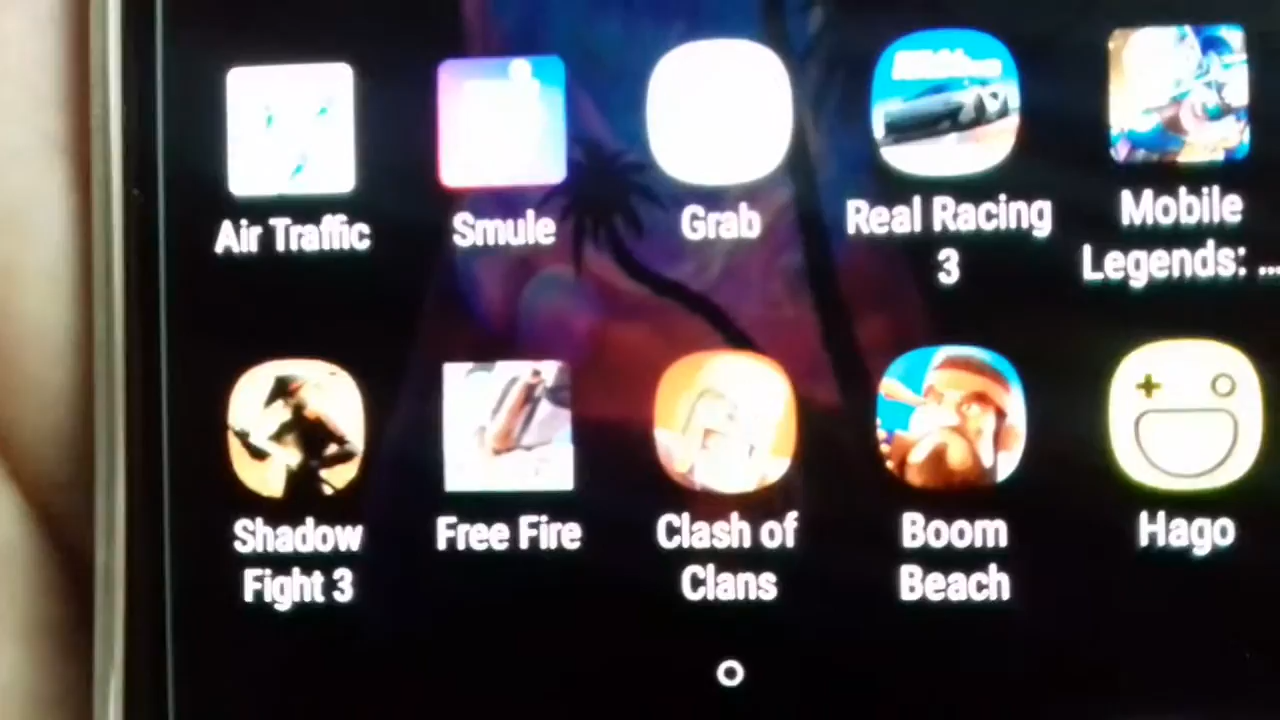 Air Traffic
Smule
Grab
Real Racing
3
Mobile
Legends: ...
Shadow
Fight 3
Free Fire
Clash of
Clans
Boom
Beach
Hago